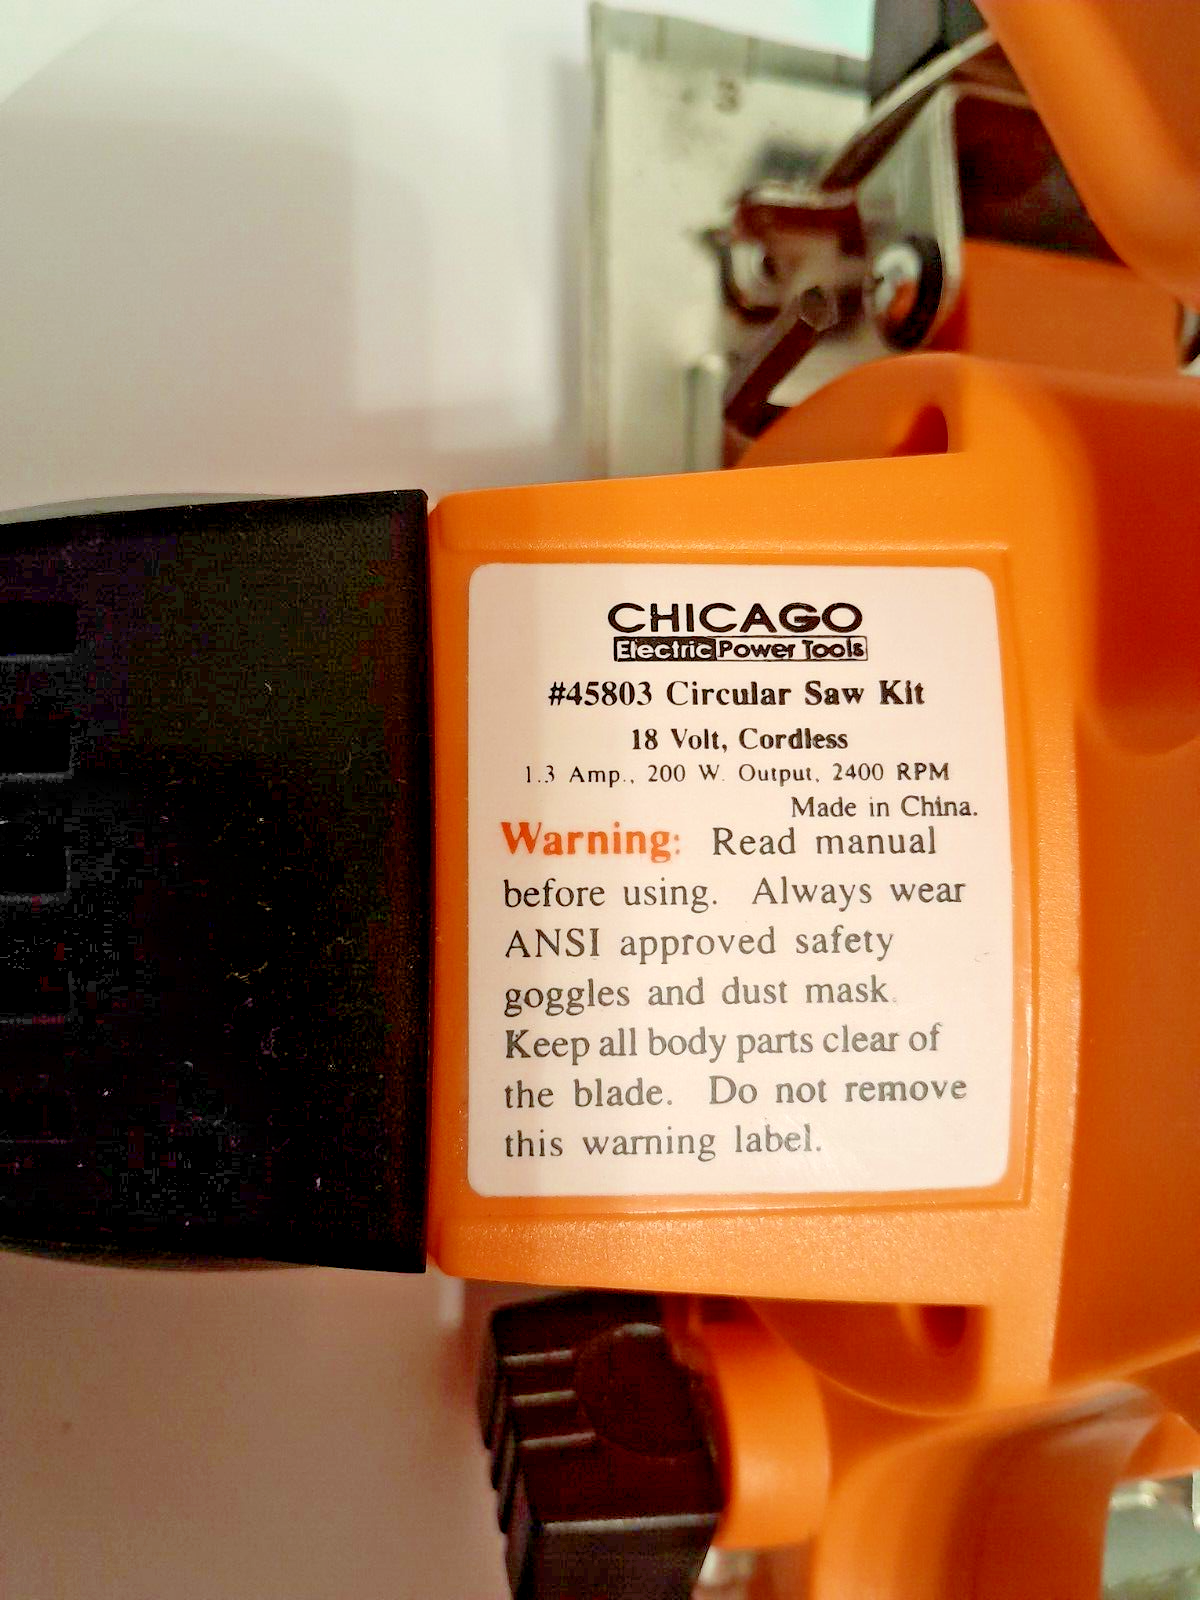 3
CHICAGO
Electric Power Tools
#45803 Circular Saw Kit
18 Volt, Cordless
1.3 Amp., 200 W. Output, 2400 RPM
Made in China.
Warning: Read manual
before using. Always wear
ANSI approved safety
goggles and dust mask.
Keep all body parts clear of
the blade. Do not remove
this warning label.